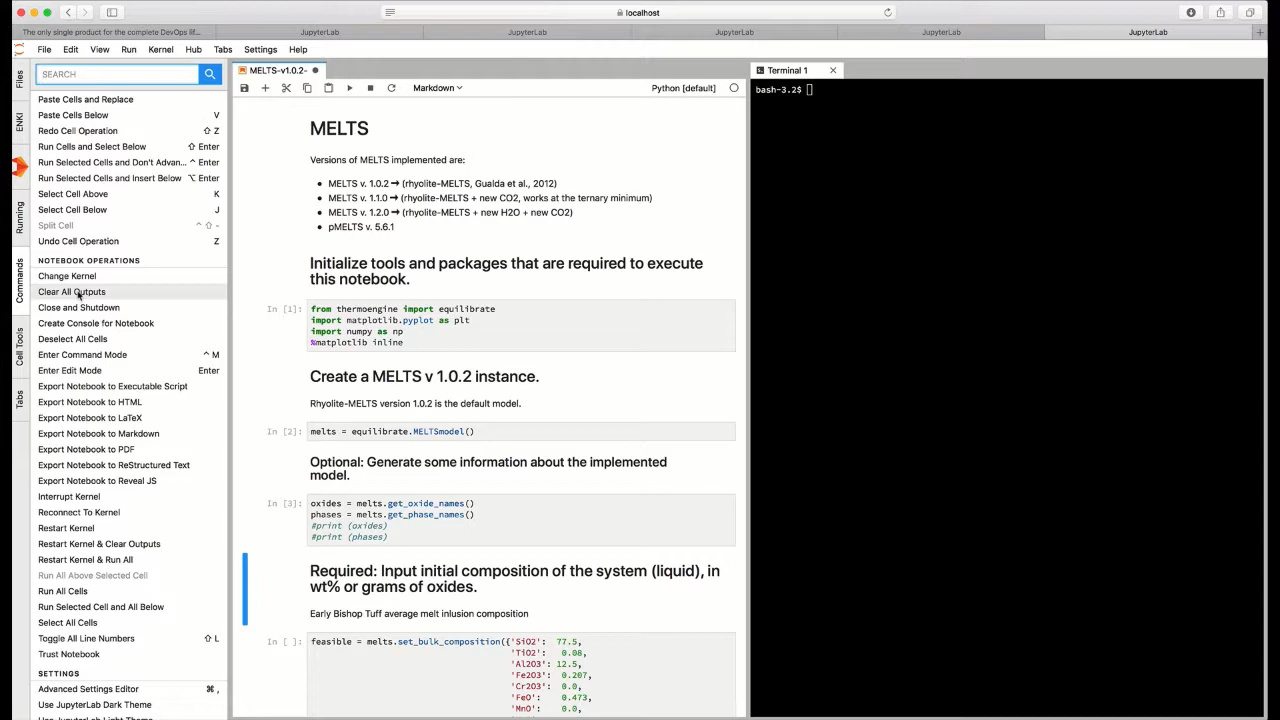 localhost
The only single product for the complete DevOps lif...
JupyterLab
JupyterLab
JupyterLab
JupyterLab
JupyterLab
File Edit View Run Kernel Hub Tabs Settings Help
Files
ENKI
Running
Commands
Cell Tools
Tabs
SEARCH
Paste Cells and Replace
Paste Cells Below V
Redo Cell Operation ⇧ Z
Run Cells and Select Below ⇧ Enter
Run Selected Cells and Don't Advan... ^ Enter
Run Selected Cells and Insert Below ⌥ Enter
Select Cell Above K
Select Cell Below J
Split Cell ^ ⇧ -
Undo Cell Operation Z
NOTEBOOK OPERATIONS
Change Kernel
Clear All Outputs
Close and Shutdown
Create Console for Notebook
Deselect All Cells
Enter Command Mode ^ M
Enter Edit Mode Enter
Export Notebook to Executable Script
Export Notebook to HTML
Export Notebook to LaTeX
Export Notebook to Markdown
Export Notebook to PDF
Export Notebook to ReStructured Text
Export Notebook to Reveal JS
Interrupt Kernel
Reconnect To Kernel
Restart Kernel
Restart Kernel & Clear Outputs
Restart Kernel & Run All
Run All Above Selected Cell
Run All Cells
Run Selected Cell and All Below
Select All Cells
Toggle All Line Numbers ⇧ L
Trust Notebook
SETTINGS
Advanced Settings Editor ⌘ ,
Use JupyterLab Dark Theme
Use JupyterLab Light Theme
MELTS-v1.0.2-
Markdown
Python [default]
MELTS
Versions of MELTS implemented are:
• MELTS v. 1.0.2 ➞ (rhyolite-MELTS, Gualda et al., 2012)
• MELTS v. 1.1.0 ➞ (rhyolite-MELTS + new CO2, works at the ternary minimum)
• MELTS v. 1.2.0 ➞ (rhyolite-MELTS + new H2O + new CO2)
• pMELTS v. 5.6.1
Initialize tools and packages that are required to execute
this notebook.
In [1]: from thermoengine import equilibrate
import matplotlib.pyplot as plt
import numpy as np
%matplotlib inline
Create a MELTS v 1.0.2 instance.
Rhyolite-MELTS version 1.0.2 is the default model.
In [2]: melts = equilibrate.MELTSmodel()
Optional: Generate some information about the implemented
model.
In [3]: oxides = melts.get_oxide_names()
phases = melts.get_phase_names()
#print (oxides)
#print (phases)
Required: Input initial composition of the system (liquid), in
wt% or grams of oxides.
Early Bishop Tuff average melt inlusion composition
In [ ]: feasible = melts.set_bulk_composition({'SiO2': 77.5,
'TiO2': 0.08,
'Al2O3': 12.5,
'Fe2O3': 0.207,
'Cr2O3': 0.0,
'FeO': 0.473,
'MnO': 0.0,
Terminal 1
bash-3.2$